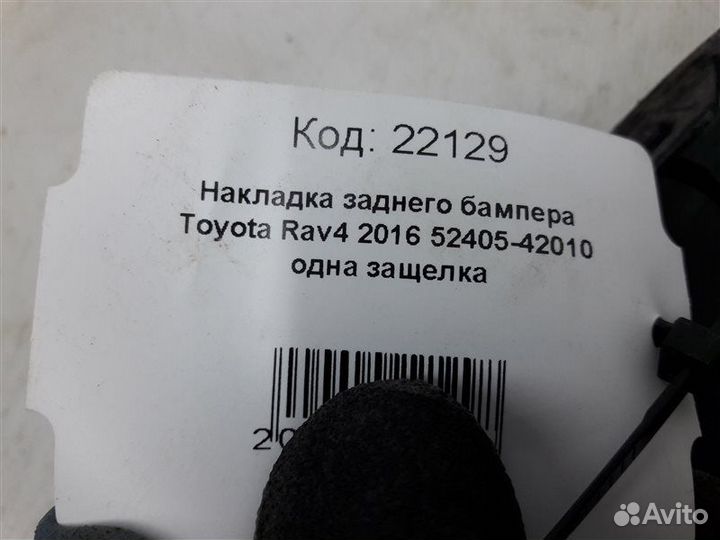 Код: 22129
Накладка заднего бампера
Toyota Rav4 2016 52405-42010
одна защелка
Avito